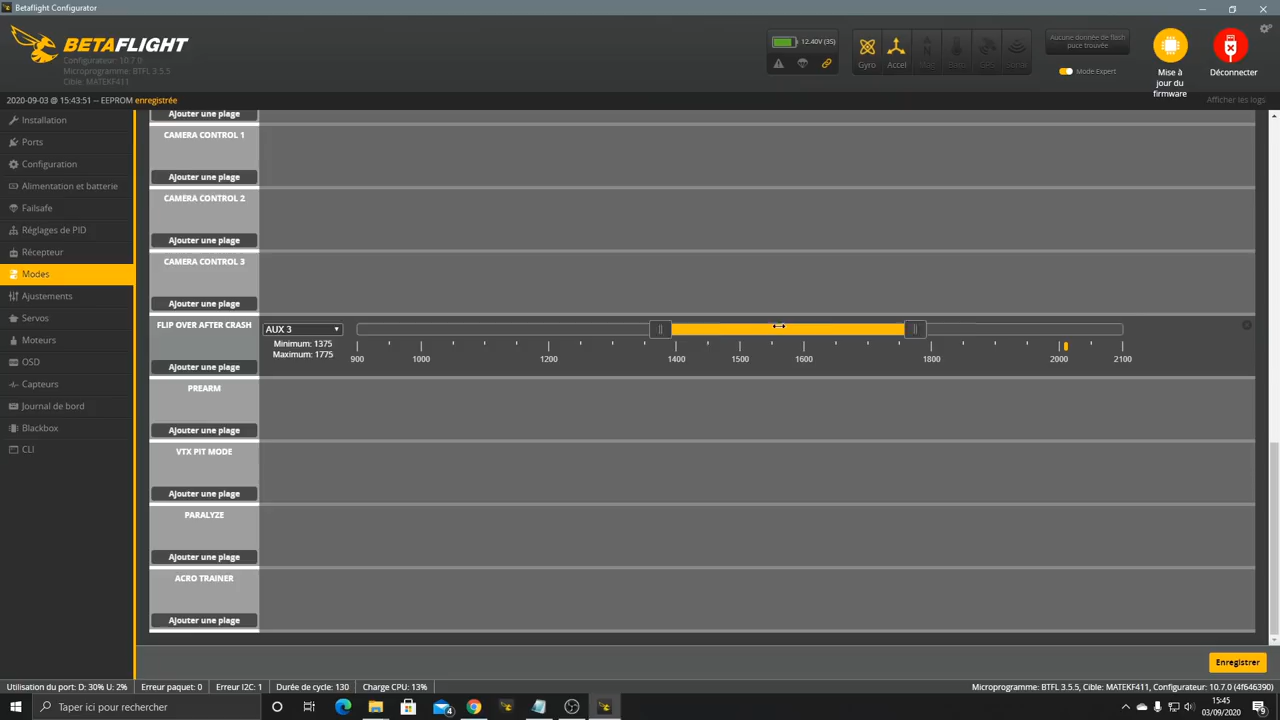 Betaflight Configurator
BETAFLIGHT
Configurateur: 10.7.0
Microprogramme: BTFL 3.5.5
Cible: MATEKF411
12.40V (3S)
Gyro
Accel
Mag
Baro
GPS
Sonar
Aucune donnée de flash
puce trouvée
Mode Expert
Mise à
jour du
firmware
Déconnecter
2020-09-03 @ 15:43:51 -- EEPROM enregistrée
Afficher les logs
Installation
Ports
Configuration
Alimentation et batterie
Failsafe
Réglages de PID
Récepteur
Modes
Ajustements
Servos
Moteurs
OSD
Capteurs
Journal de bord
Blackbox
CLI
Ajouter une plage
CAMERA CONTROL 1
Ajouter une plage
CAMERA CONTROL 2
Ajouter une plage
CAMERA CONTROL 3
Ajouter une plage
FLIP OVER AFTER CRASH
AUX 3
Minimum: 1375
Maximum: 1775
900 1000 1200 1400 1500 1600 1800 2000 2100
Ajouter une plage
PREARM
Ajouter une plage
VTX PIT MODE
Ajouter une plage
PARALYZE
Ajouter une plage
ACRO TRAINER
Ajouter une plage
Enregistrer
Utilisation du port: D: 30% U: 2%
Erreur paquet: 0
Erreur I2C: 1
Durée de cycle: 130
Charge CPU: 13%
Microprogramme: BTFL 3.5.5, Cible: MATEKF411, Configurateur: 10.7.0 (4f646390)
Taper ici pour rechercher
4
15:45
03/09/2020
9